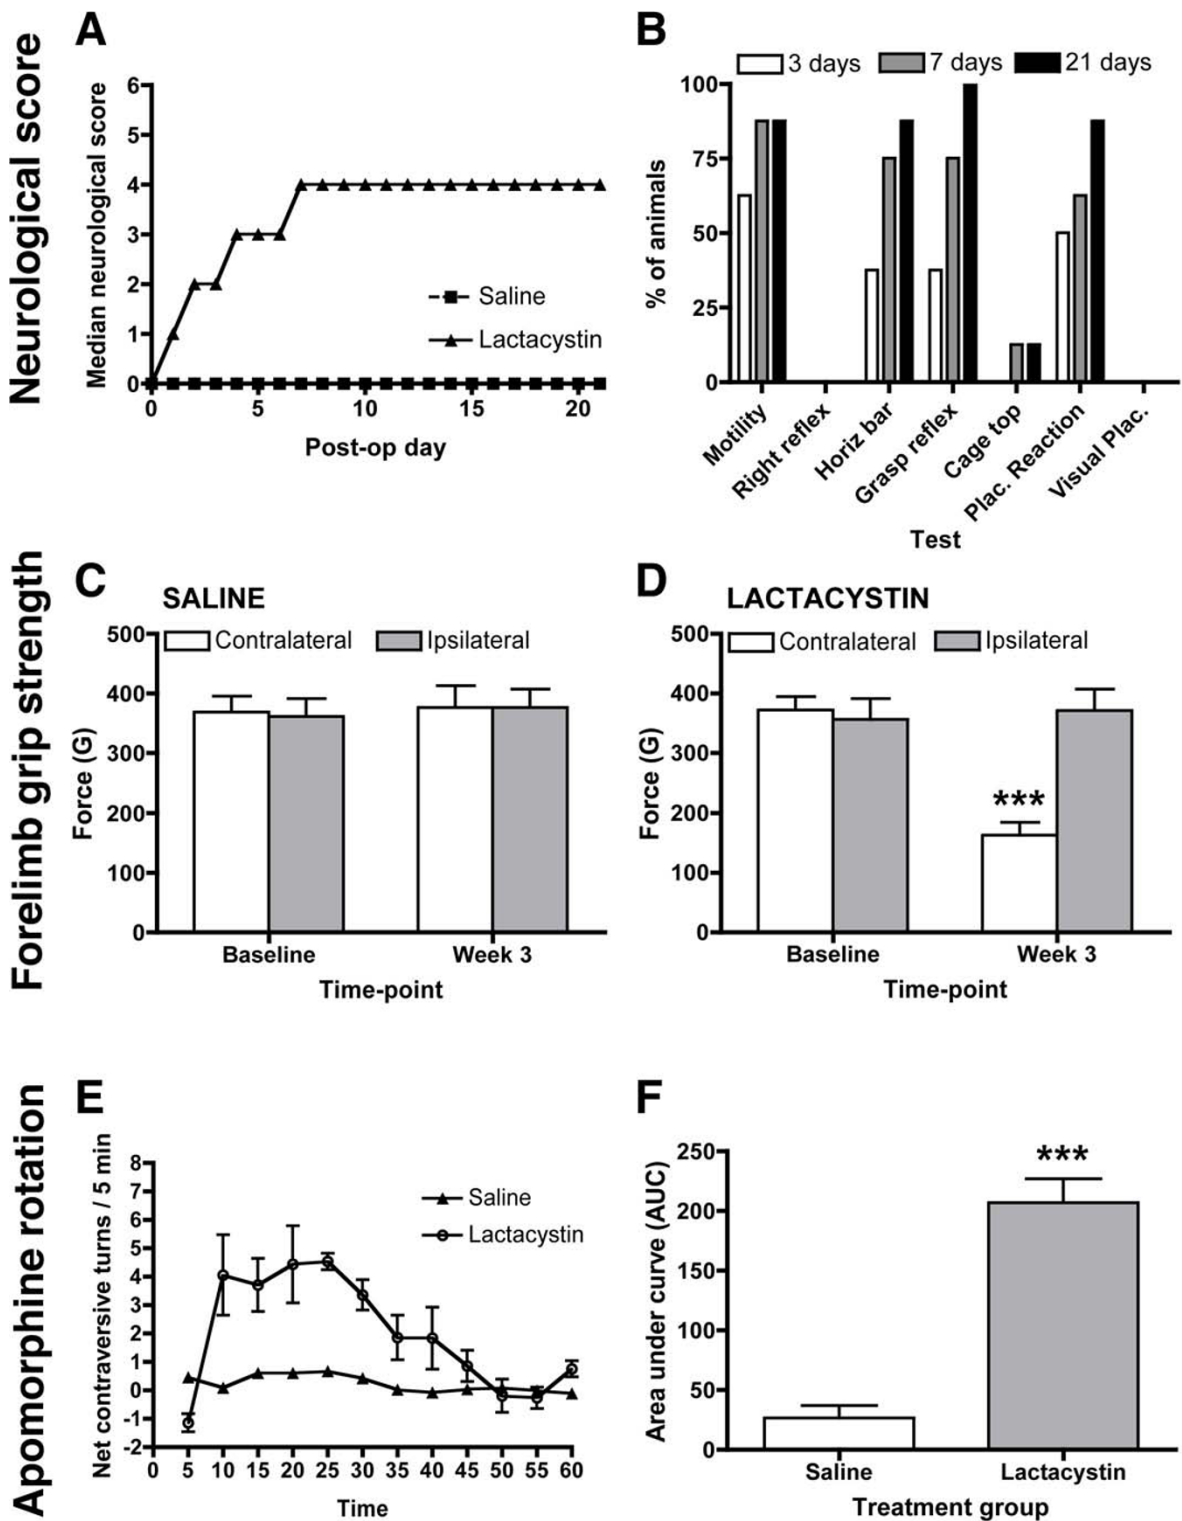 Neurological score
A
Median neurological score
6
5
4
3
2
1
0
0 5 10 15 20
Post-op day
Saline
Lactacystin
B
3 days 7 days 21 days
% of animals
100
75
50
25
0
Motility
Right reflex
Horiz bar
Grasp reflex
Cage top
Plac. Reaction
Visual Plac.
Test
Forelimb grip strength
C
SALINE
Contralateral Ipsilateral
Force (G)
500
400
300
200
100
0
Baseline Week 3
Time-point
D
LACTACYSTIN
Contralateral Ipsilateral
Force (G)
500
400
300
200
100
0
***
Baseline Week 3
Time-point
Apomorphine rotation
E
Net contraversive turns / 5 min
8
7
6
5
4
3
2
1
0
-1
-2
0 5 10 15 20 25 30 35 40 45 50 55 60
Time
Saline
Lactacystin
F
Area under curve (AUC)
250
200
150
100
50
0
***
Saline Lactacystin
Treatment group